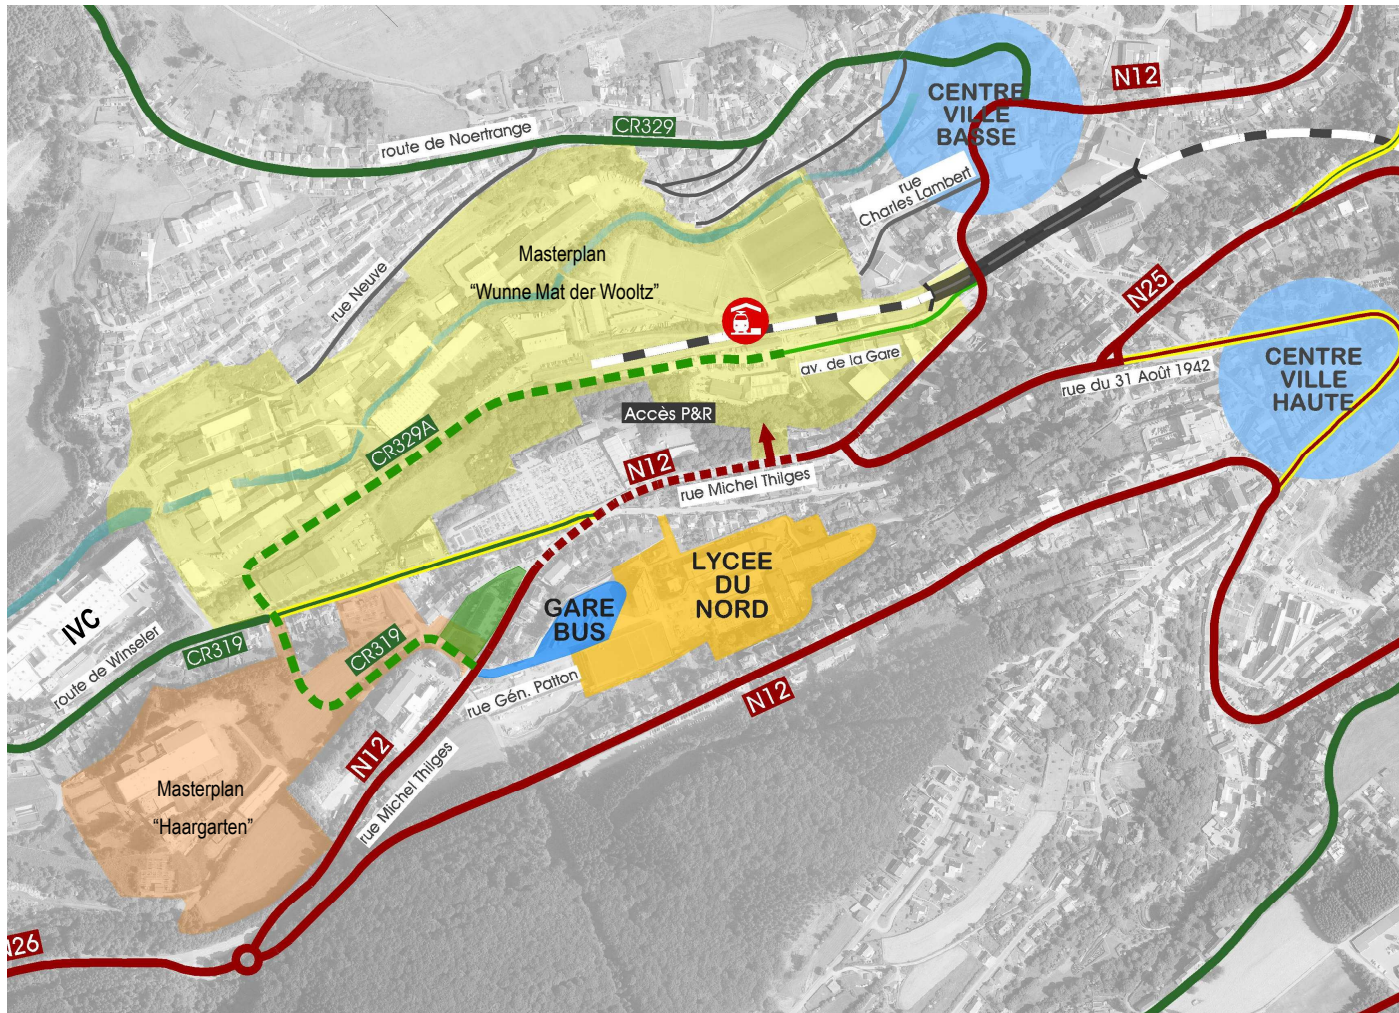 N12
CENTRE
VILLE
BASSE
CR329
route de Noertrange
rue
Charles Lambert
rue Neuve
Masterplan
“Wunne Mat der Wooltz”
N25
CENTRE
VILLE
HAUTE
rue du 31 Août 1942
av. de la Gare
Accès P&R
CR329A
N12
rue Michel Thilges
LYCEE
DU
NORD
GARE
BUS
IVC
route de Winseler
CR319
CR319
rue Gén. Patton
N12
N12
rue Michel Thilges
Masterplan
“Haargarten”
N26